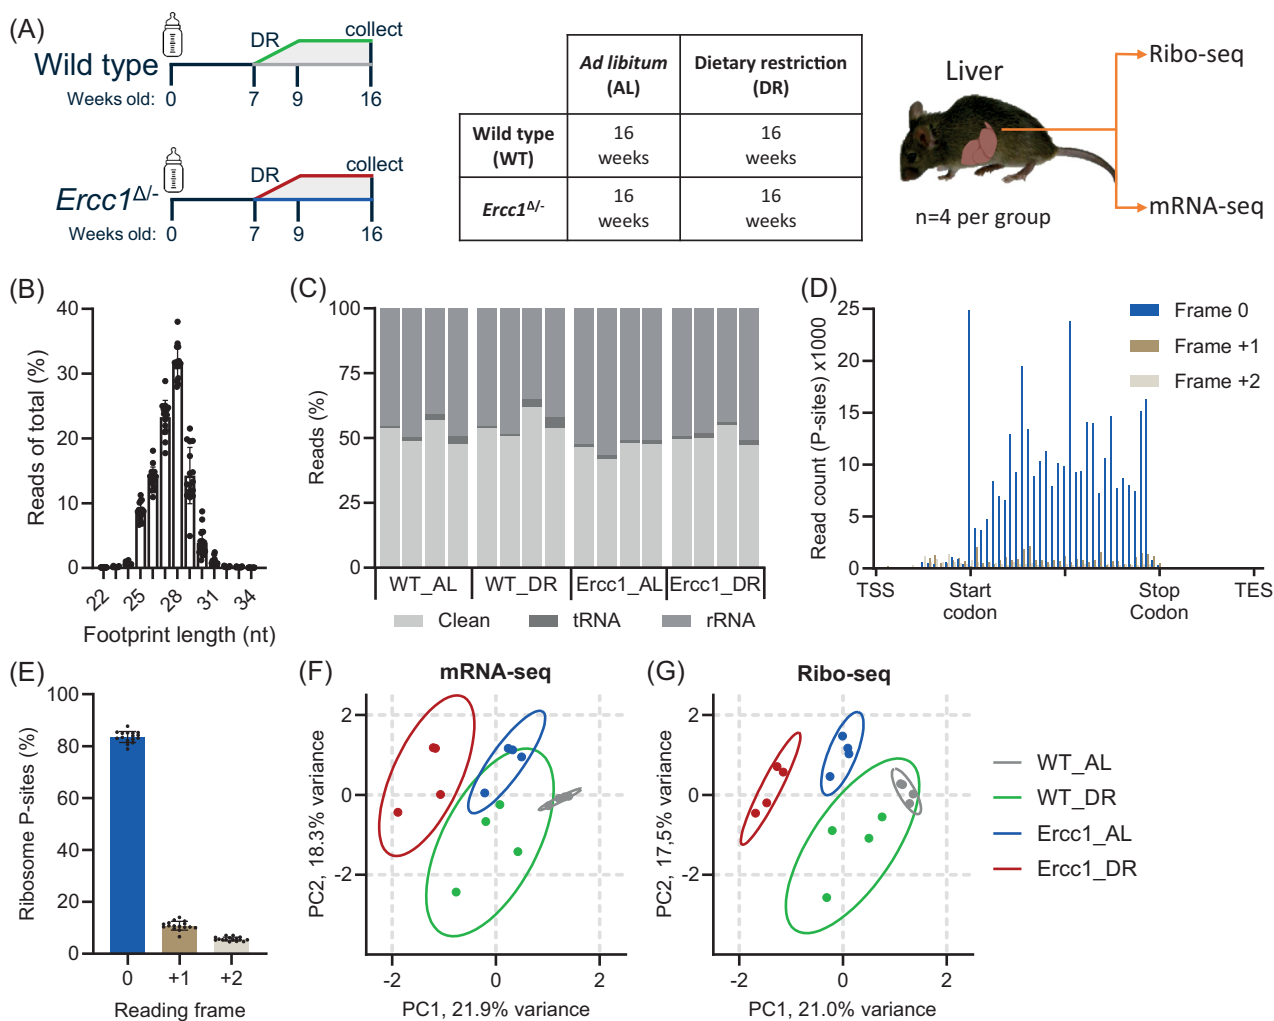 (A)
Wild type
DR
collect
Weeks old: 0 7 9 16
Ercc1Δ/-
DR
collect
Weeks old: 0 7 9 16
Ad libitum
(AL)
Dietary restriction
(DR)
Wild type
(WT)
16
weeks
16
weeks
Ercc1Δ/-
16
weeks
16
weeks
Liver
n=4 per group
Ribo-seq
mRNA-seq
(B)
Reads of total (%)
40
30
20
10
0
22 25 28 31 34
Footprint length (nt)
(C)
Reads (%)
100
75
50
25
0
WT_AL WT_DR Ercc1_AL Ercc1_DR
Clean tRNA rRNA
(D)
Read count (P-sites) x1000
25
20
15
10
5
0
TSS
Start
codon
Stop
Codon
TES
Frame 0
Frame +1
Frame +2
(E)
Ribosome P-sites (%)
100
80
60
40
20
0
0 +1 +2
Reading frame
(F)
mRNA-seq
PC2, 18.3% variance
2
0
-2
-2 0 2
PC1, 21.9% variance
(G)
Ribo-seq
PC2, 17,5% variance
2
0
-2
-2 0 2
PC1, 21.0% variance
WT_AL
WT_DR
Ercc1_AL
Ercc1_DR